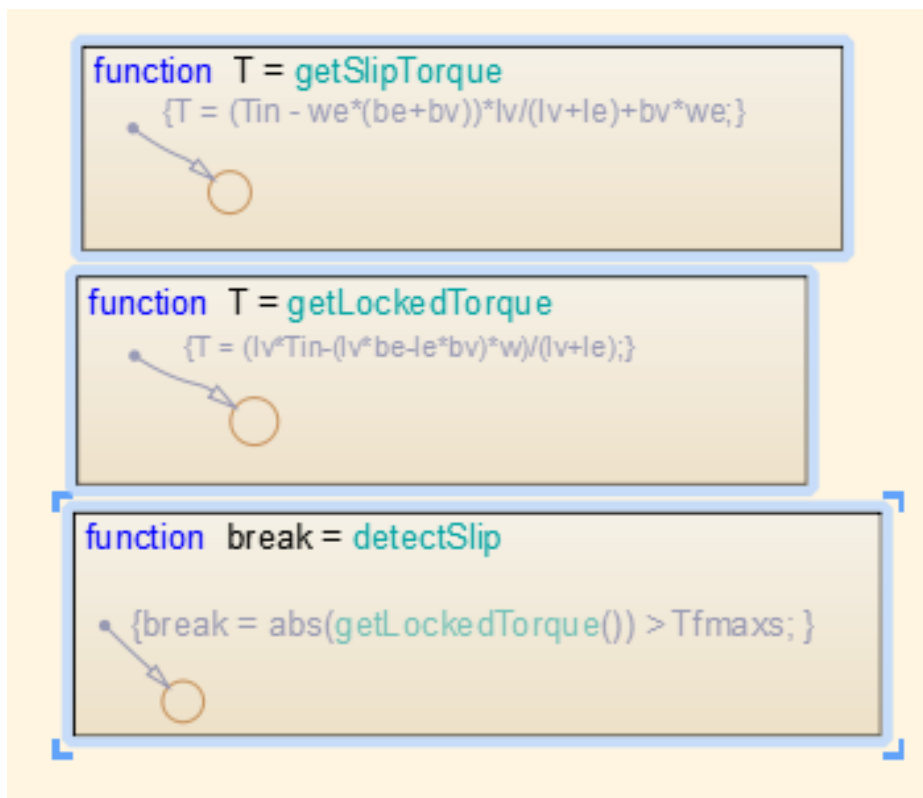 function T = getSlipTorque
{T = (Tin - we*(be+bv))*Iv/(Iv+Ie)+bv*we;}
function T = getLockedTorque
{T = (Iv*Tin-(Iv*be-Ie*bv)*w)/(Iv+Ie);}
function break = detectSlip
{break = abs(getLockedTorque()) > Tfmaxs; }